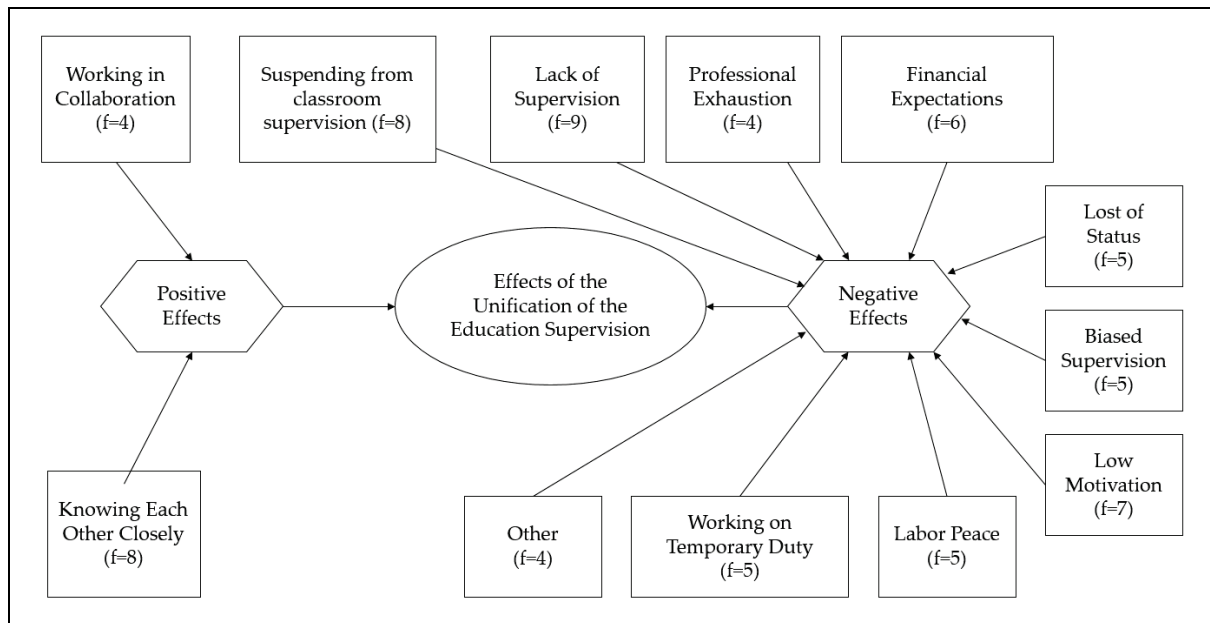 Working in
Collaboration
(f=4)
Suspending from
classroom
supervision (f=8)
Lack of
Supervision
(f=9)
Professional
Exhaustion
(f=4)
Financial
Expectations
(f=6)
Lost of
Status
(f=5)
Positive
Effects
Effects of the
Unification of the
Education Supervision
Negative
Effects
Biased
Supervision
(f=5)
Low
Motivation
(f=7)
Knowing Each
Other Closely
(f=8)
Other
(f=4)
Working on
Temporary Duty
(f=5)
Labor Peace
(f=5)